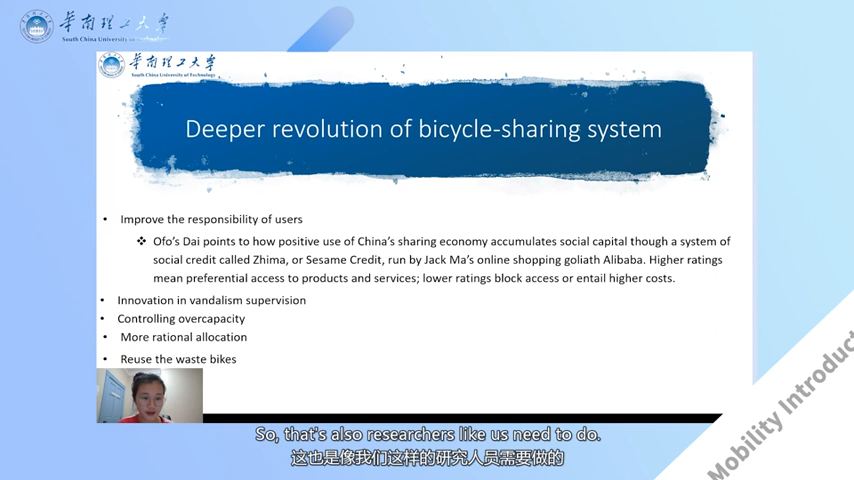 华南理工大学
South China University of
华南理工大学
South China University of Technology
Deeper revolution of bicycle-sharing system
• Improve the responsibility of users
❖ Ofo's Dai points to how positive use of China's sharing economy accumulates social capital though a system of
social credit called Zhima, or Sesame Credit, run by Jack Ma's online shopping goliath Alibaba. Higher ratings
mean preferential access to products and services; lower ratings block access or entail higher costs.
• Innovation in vandalism supervision
• Controlling overcapacity
• More rational allocation
• Reuse the waste bikes
Mobility Introduct
So, that's also researchers like us need to do.
这也是像我们这样的研究人员需要做的